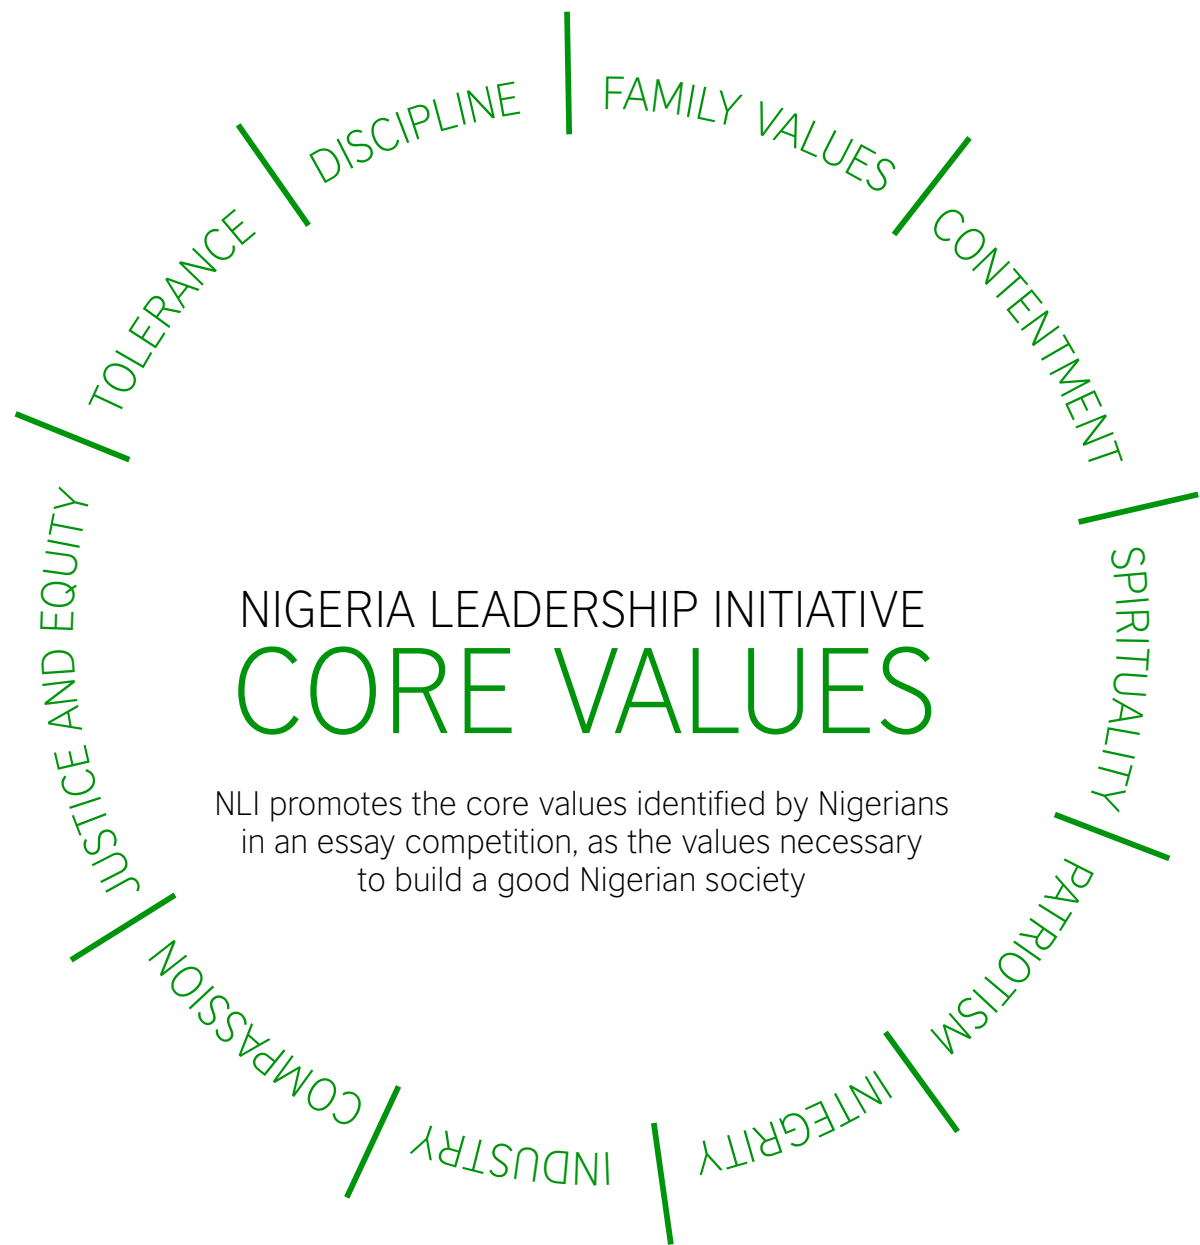 FAMILY VALUES
CONTENTMENT
SPIRITUALITY
PATRIOTISM
INTEGRITY
INDUSTRY
COMPASSION
JUSTICE AND EQUITY
TOLERANCE
DISCIPLINE
NIGERIA LEADERSHIP INITIATIVE
CORE VALUES
NLI promotes the core values identified by Nigerians
in an essay competition, as the values necessary
to build a good Nigerian society